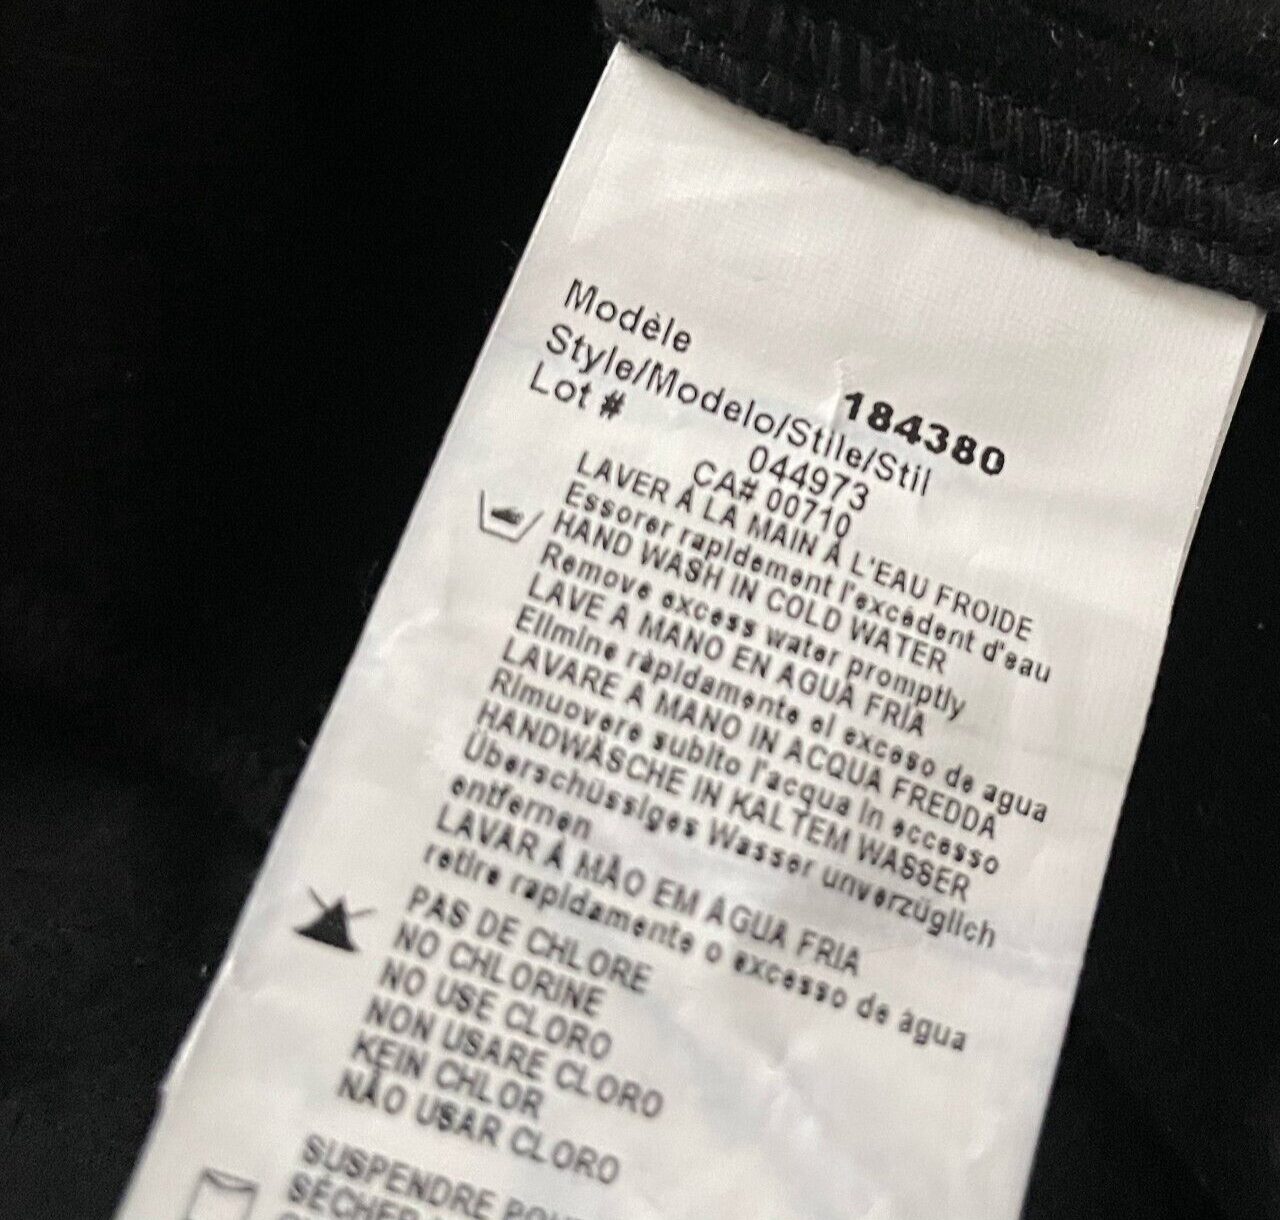 Modèle
Style/Modelo/Stile/Stil
184380
Lot #
044973
CA# 00710
LAVER À LA MAIN À L'EAU FROIDE
Essorer rapidement l'excédent d'eau
HAND WASH IN COLD WATER
Remove excess water promptly
LAVE A MANO EN AGUA FRÍA
Elimine rápidamente el exceso de agua
LAVARE A MANO IN ACQUA FREDDA
Rimuovere subito l'acqua in eccesso
HANDWÄSCHE IN KALTEM WASSER
Überschüssiges Wasser unverzüglich
entfernen
LAVAR À MÃO EM ÁGUA FRIA
retire rapidamente o excesso de água
PAS DE CHLORE
NO CHLORINE
NO USE CLORO
NON USARE CLORO
KEIN CHLOR
NÃO USAR CLORO
SUSPENDRE
SÉCHER